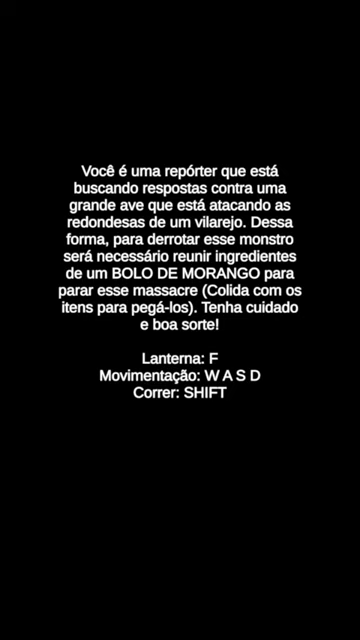 Você é uma repórter que está
buscando respostas contra uma
grande ave que está atacando as
redondesas de um vilarejo. Dessa
forma, para derrotar esse monstro
será necessário reunir ingredientes
de um BOLO DE MORANGO para
parar esse massacre (Colida com os
itens para pegá-los). Tenha cuidado
e boa sorte!
Lanterna: F
Movimentação: W A S D
Correr: SHIFT